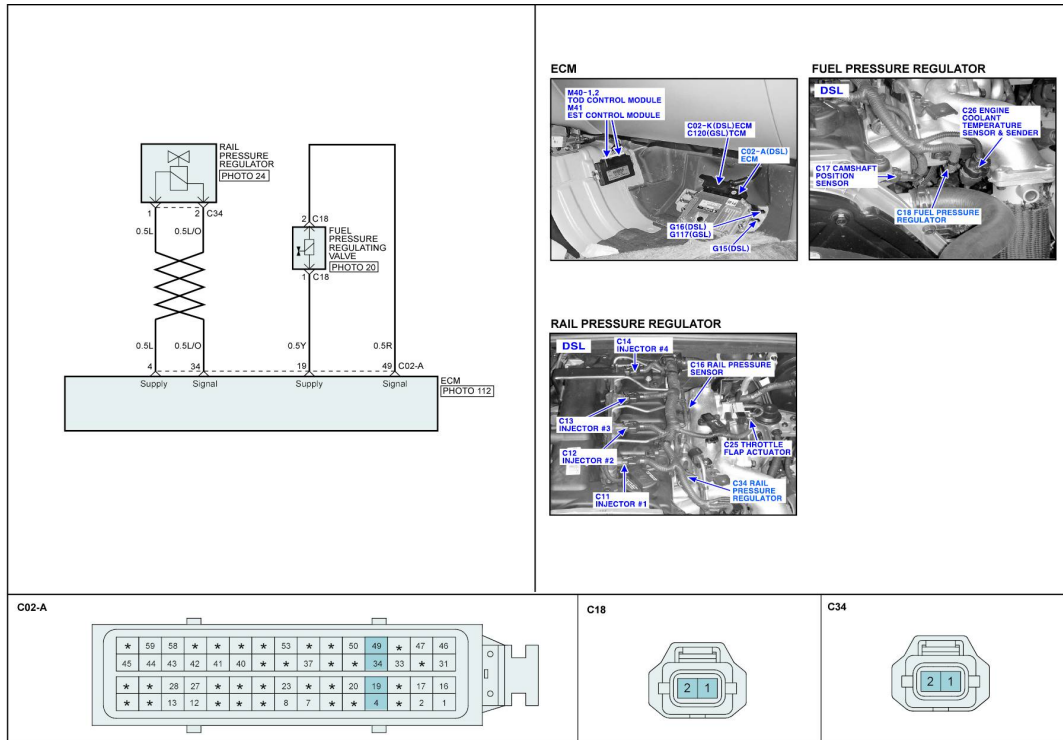 RAIL
PRESSURE
REGULATOR
PHOTO 24
1 2 C34
0.5L 0.5L/O
2 C18
FUEL
PRESSURE
REGULATING
VALVE
PHOTO 20
1 C18
0.5L 0.5L/O 0.5Y 0.5R
4 34 19 49 C02-A
Supply Signal Supply Signal
ECM
PHOTO 112
ECM
M40-1,2
TOD CONTROL MODULE
M41
EST CONTROL MODULE
C02-K(DSL)ECM
C120(GSL)TCM
C02-A(DSL)
ECM
G16(DSL)
G117(GSL)
G15(DSL)
FUEL PRESSURE REGULATOR
DSL
C26 ENGINE
COOLANT
TEMPERATURE
SENSOR & SENDER
C17 CAMSHAFT
POSITION
SENSOR
C18 FUEL PRESSURE
REGULATOR
RAIL PRESSURE REGULATOR
DSL
C14
INJECTOR #4
C16 RAIL PRESSURE
SENSOR
C13
INJECTOR #3
C12
INJECTOR #2
C25 THROTTLE
FLAP ACTUATOR
C11
INJECTOR #1
C34 RAIL
PRESSURE
REGULATOR
C02-A
* 59 58 * * * * 53 * * 50 49 * 47 46
45 44 43 42 41 40 * * 37 * * 34 33 * 31
* * 28 27 * * * 23 * * 20 19 * 17 16
* * 13 12 * * * 8 7 * * 4 * 2 1
C18
2 1
C34
2 1